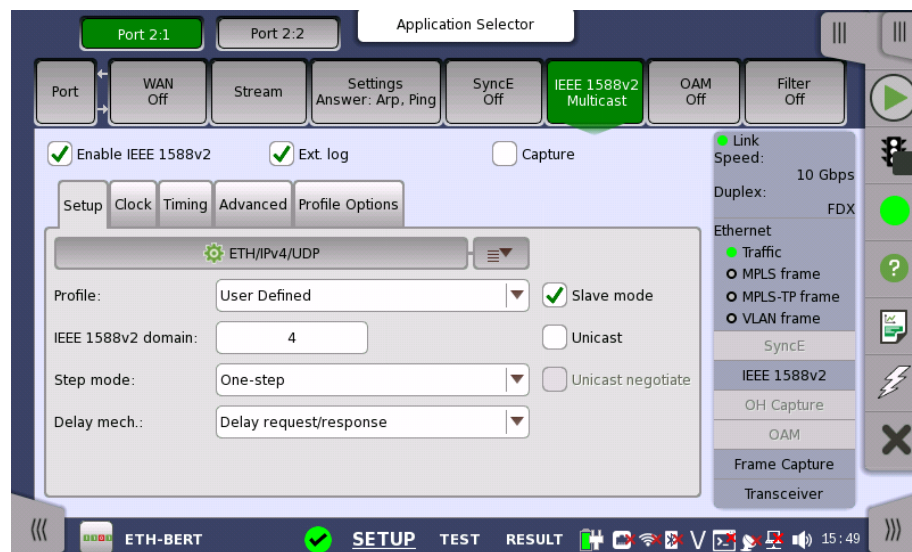 Port 2:1 Port 2:2 Application Selector
Port WAN Off Stream Settings Answer: Arp, Ping SyncE Off IEEE 1588v2 Multicast OAM Off Filter Off
Enable IEEE 1588v2 Ext. log Capture
Setup Clock Timing Advanced Profile Options
ETH/IPv4/UDP
Profile: User Defined Slave mode
IEEE 1588v2 domain: 4 Unicast
Step mode: One-step Unicast negotiate
Delay mech.: Delay request/response
Link
Speed:
10 Gbps
Duplex:
FDX
Ethernet
Traffic
MPLS frame
MPLS-TP frame
VLAN frame
SyncE
IEEE 1588v2
OH Capture
OAM
Frame Capture
Transceiver
ETH-BERT SETUP TEST RESULT 15:49